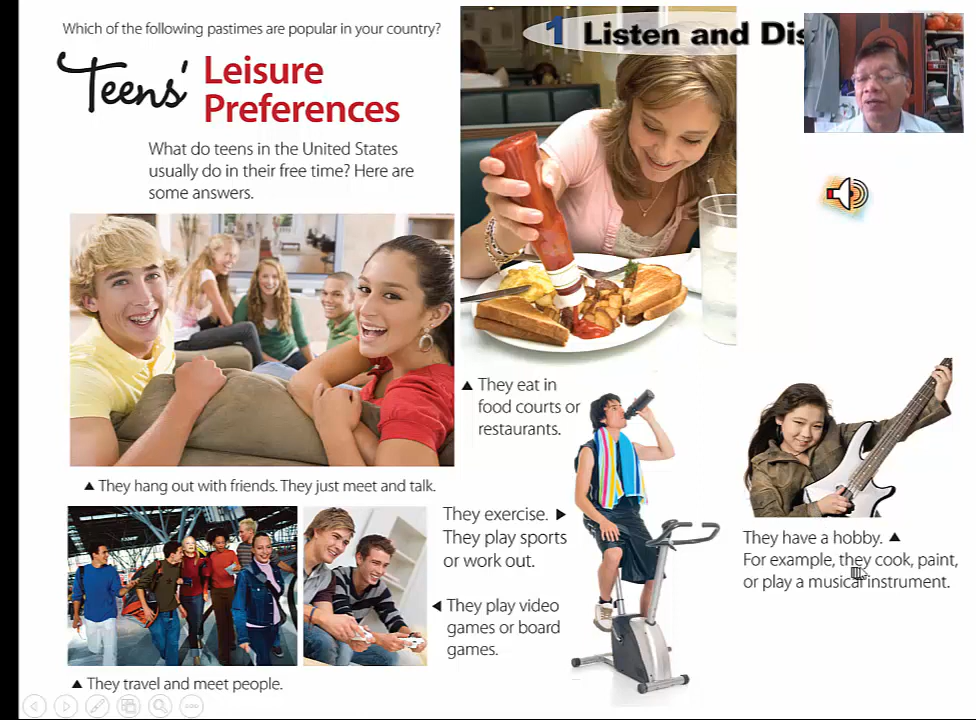 Which of the following pastimes are popular in your country?
1 Listen and Dis
Teens' Leisure
Preferences
What do teens in the United States
usually do in their free time? Here are
some answers.
▲ They hang out with friends. They just meet and talk.
▲ They eat in
food courts or
restaurants.
They exercise. ▶
They play sports
or work out.
◀ They play video
games or board
games.
They have a hobby. ▲
For example, they cook, paint,
or play a musical instrument.
▲ They travel and meet people.